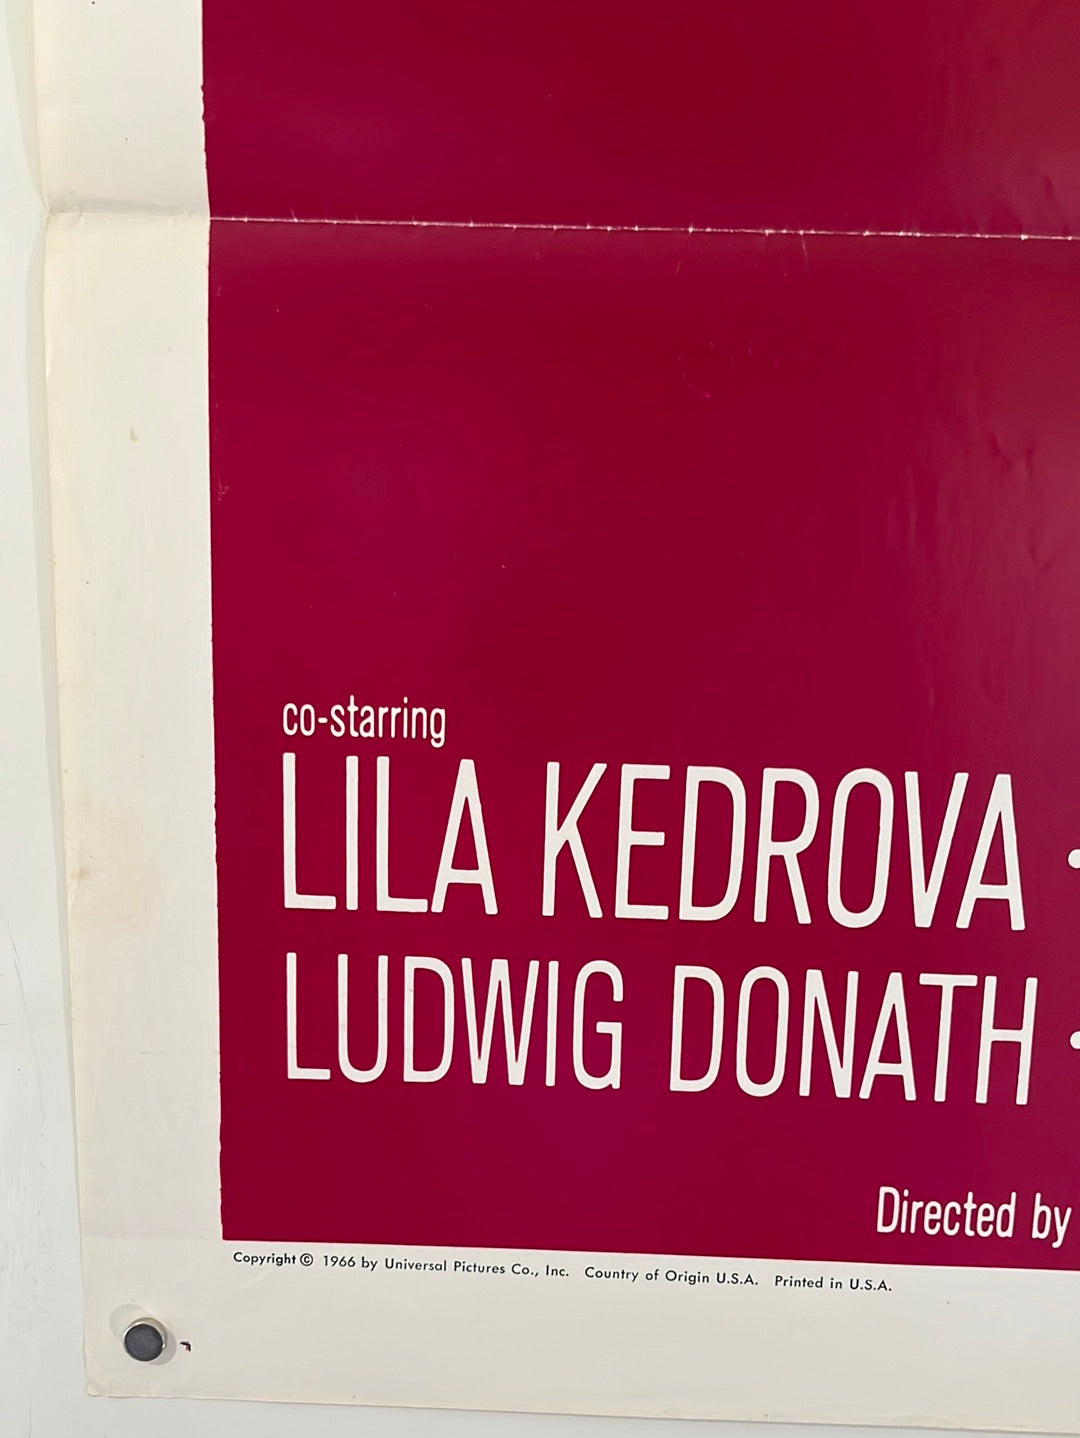 co-starring
LILA KEDROVA ·
LUDWIG DONATH ·
Directed by
Copyright © 1966 by Universal Pictures Co., Inc. Country of Origin U.S.A. Printed in U.S.A.